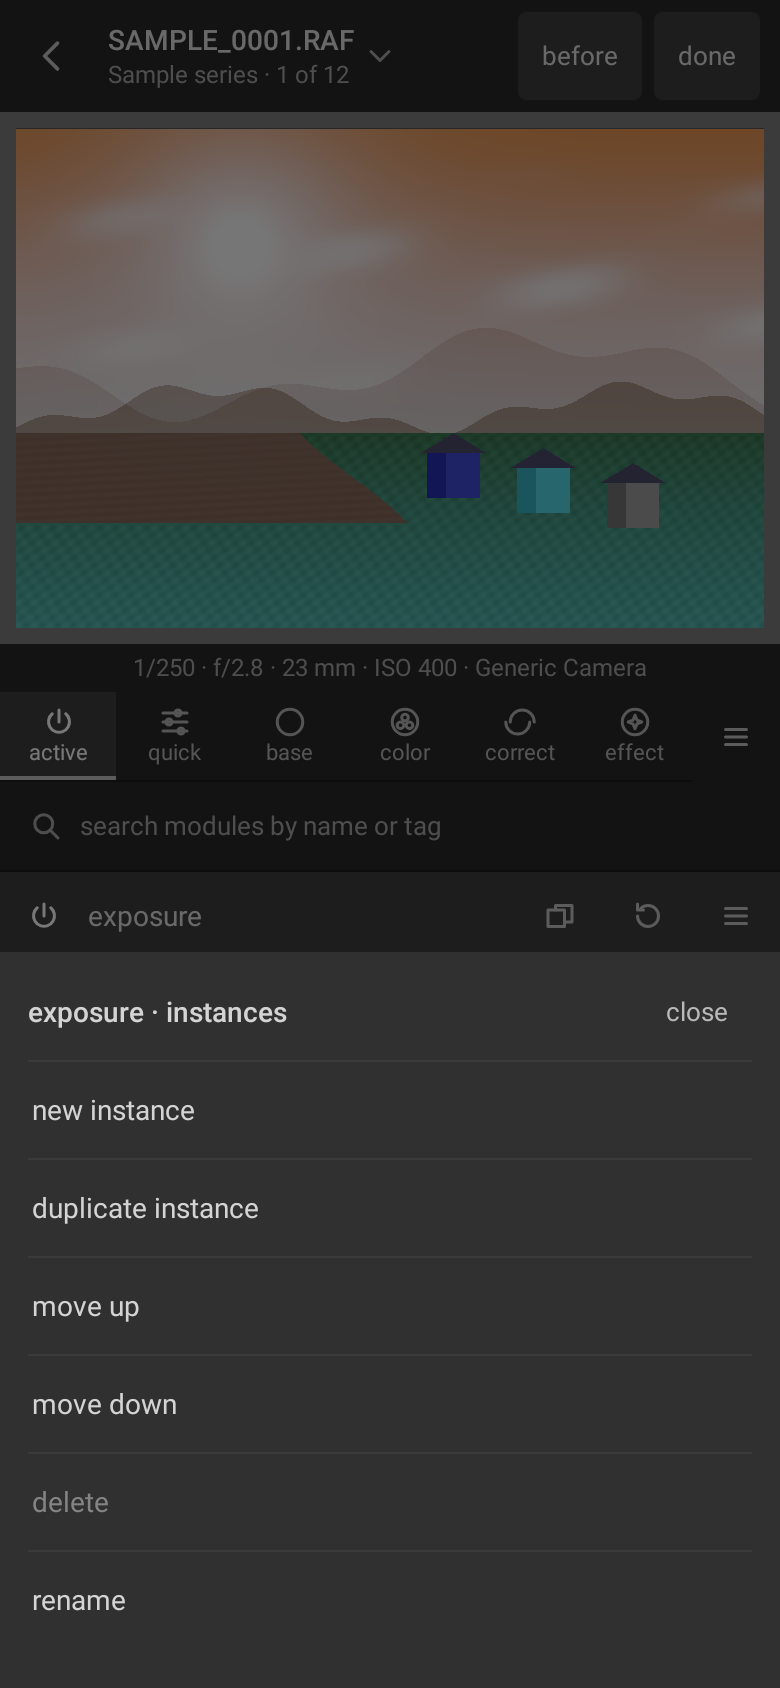 SAMPLE_0001.RAF
Sample series · 1 of 12
before
done
1/250 · f/2.8 · 23 mm · ISO 400 · Generic Camera
active
quick
base
color
correct
effect
search modules by name or tag
exposure
exposure · instances
close
new instance
duplicate instance
move up
move down
delete
rename